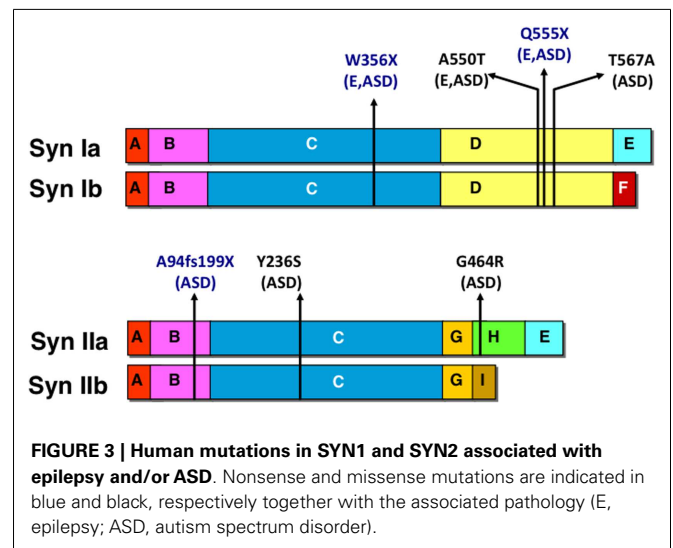 Q555X
W356X A550T (E,ASD) T567A
(E,ASD) (E,ASD) (ASD)
Syn Ia A B C D E
Syn Ib A B C D F
A94fs199X Y236S G464R
(ASD) (ASD) (ASD)
Syn IIa A B C G H E
Syn IIb A B C G I
FIGURE 3 | Human mutations in SYN1 and SYN2 associated with
epilepsy and/or ASD. Nonsense and missense mutations are indicated in
blue and black, respectively together with the associated pathology (E,
epilepsy; ASD, autism spectrum disorder).